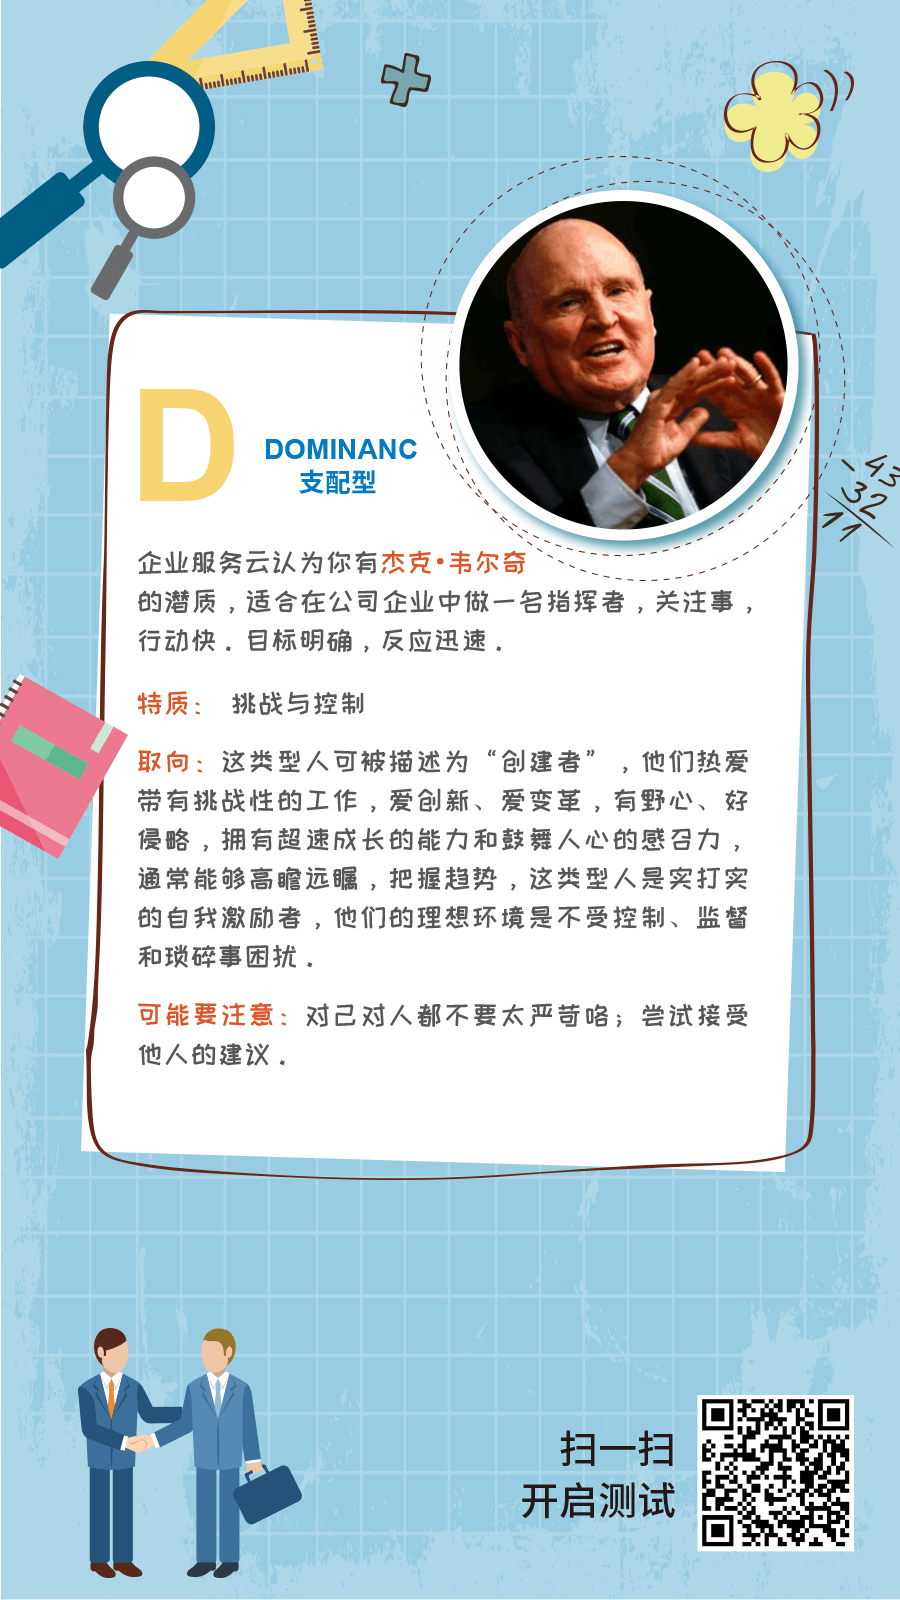 D
DOMINANC
支配型
企业服务云认为你有杰克•韦尔奇
的潜质，适合在公司企业中做一名指挥者，关注事，
行动快．目标明确，反应迅速．
特质： 挑战与控制
取向：这类型人可被描述为“创建者”，他们热爱
带有挑战性的工作，爱创新、爱变革，有野心、好
侵略，拥有超速成长的能力和鼓舞人心的感召力，
通常能够高瞻远瞩，把握趋势，这类型人是实打实
的自我激励者，他们的理想环境是不受控制、监督
和琐碎事困扰．
可能要注意：对己对人都不要太严苛咯；尝试接受
他人的建议．
-43
32
11
扫一扫
开启测试